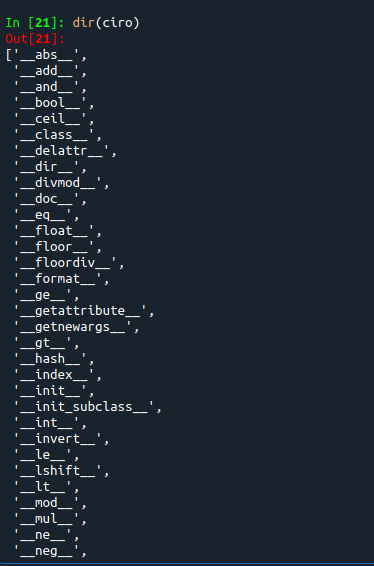 In [21]: dir(ciro)
Out[21]:
['__abs__',
'__add__',
'__and__',
'__bool__',
'__ceil__',
'__class__',
'__delattr__',
'__dir__',
'__divmod__',
'__doc__',
'__eq__',
'__float__',
'__floor__',
'__floordiv__',
'__format__',
'__ge__',
'__getattribute__',
'__getnewargs__',
'__gt__',
'__hash__',
'__index__',
'__init__',
'__init_subclass__',
'__int__',
'__invert__',
'__le__',
'__lshift__',
'__lt__',
'__mod__',
'__mul__',
'__ne__',
'__neg__',